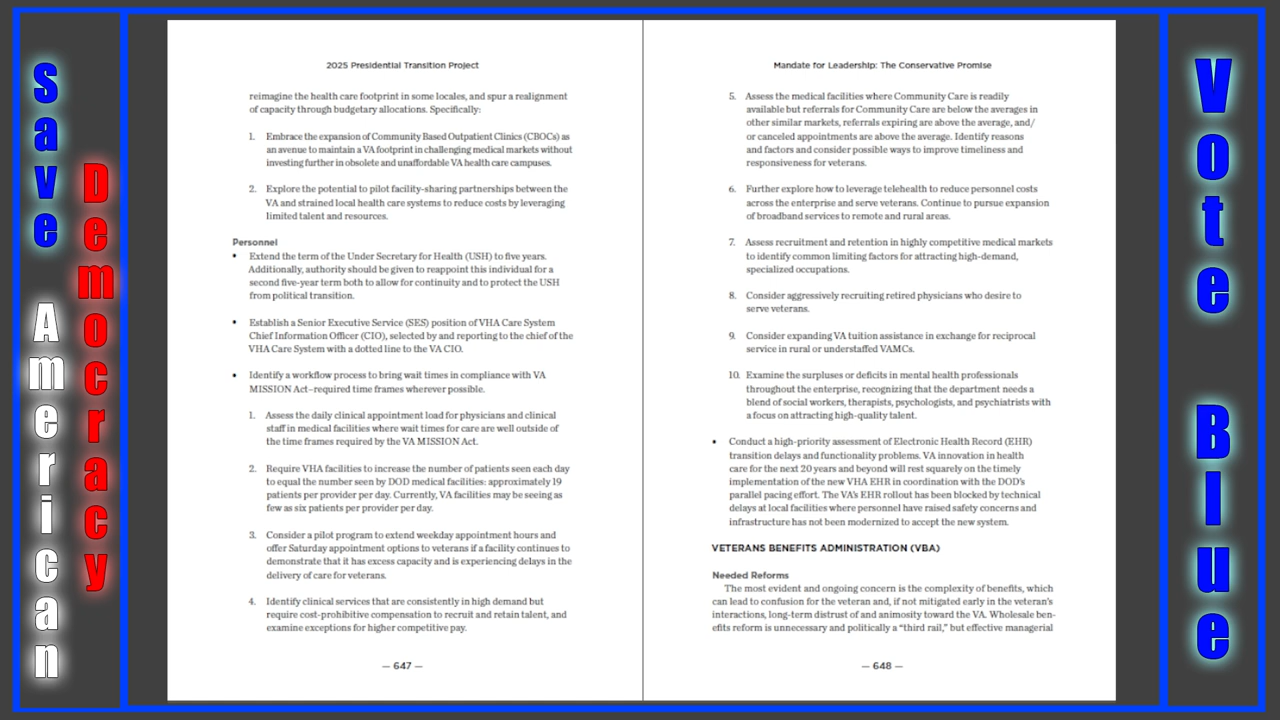 Save American
Democracy
2025 Presidential Transition Project
reimagine the health care footprint in some locales, and spur a realignment
of capacity through budgetary allocations. Specifically:
1. Embrace the expansion of Community Based Outpatient Clinics (CBOCs) as
an avenue to maintain a VA footprint in challenging medical markets without
investing further in obsolete and unaffordable VA health care campuses.
2. Explore the potential to pilot facility-sharing partnerships between the
VA and strained local health care systems to reduce costs by leveraging
limited talent and resources.
Personnel
• Extend the term of the Under Secretary for Health (USH) to five years.
Additionally, authority should be given to reappoint this individual for a
second five-year term both to allow for continuity and to protect the USH
from political transition.
• Establish a Senior Executive Service (SES) position of VHA Care System
Chief Information Officer (CIO), selected by and reporting to the chief of the
VHA Care System with a dotted line to the VA CIO.
• Identify a workflow process to bring wait times in compliance with VA
MISSION Act–required time frames wherever possible.
1. Assess the daily clinical appointment load for physicians and clinical
staff in medical facilities where wait times for care are well outside of
the time frames required by the VA MISSION Act.
2. Require VHA facilities to increase the number of patients seen each day
to equal the number seen by DOD medical facilities: approximately 19
patients per provider per day. Currently, VA facilities may be seeing as
few as six patients per provider per day.
3. Consider a pilot program to extend weekday appointment hours and
offer Saturday appointment options to veterans if a facility continues to
demonstrate that it has excess capacity and is experiencing delays in the
delivery of care for veterans.
4. Identify clinical services that are consistently in high demand but
require cost-prohibitive compensation to recruit and retain talent, and
examine exceptions for higher competitive pay.
— 647 —
Mandate for Leadership: The Conservative Promise
5. Assess the medical facilities where Community Care is readily
available but referrals for Community Care are below the averages in
other similar markets, referrals expiring are above the average, and/
or canceled appointments are above the average. Identify reasons
and factors and consider possible ways to improve timeliness and
responsiveness for veterans.
6. Further explore how to leverage telehealth to reduce personnel costs
across the enterprise and serve veterans. Continue to pursue expansion
of broadband services to remote and rural areas.
7. Assess recruitment and retention in highly competitive medical markets
to identify common limiting factors for attracting high-demand,
specialized occupations.
8. Consider aggressively recruiting retired physicians who desire to
serve veterans.
9. Consider expanding VA tuition assistance in exchange for reciprocal
service in rural or understaffed VAMCs.
10. Examine the surpluses or deficits in mental health professionals
throughout the enterprise, recognizing that the department needs a
blend of social workers, therapists, psychologists, and psychiatrists with
a focus on attracting high-quality talent.
• Conduct a high-priority assessment of Electronic Health Record (EHR)
transition delays and functionality problems. VA innovation in health
care for the next 20 years and beyond will rest squarely on the timely
implementation of the new VHA EHR in coordination with the DOD's
parallel pacing effort. The VA's EHR rollout has been blocked by technical
delays at local facilities where personnel have raised safety concerns and
infrastructure has not been modernized to accept the new system.
VETERANS BENEFITS ADMINISTRATION (VBA)
Needed Reforms
The most evident and ongoing concern is the complexity of benefits, which
can lead to confusion for the veteran and, if not mitigated early in the veteran's
interactions, long-term distrust of and animosity toward the VA. Wholesale ben-
efits reform is unnecessary and politically a "third rail," but effective managerial
— 648 —
Vote Blue